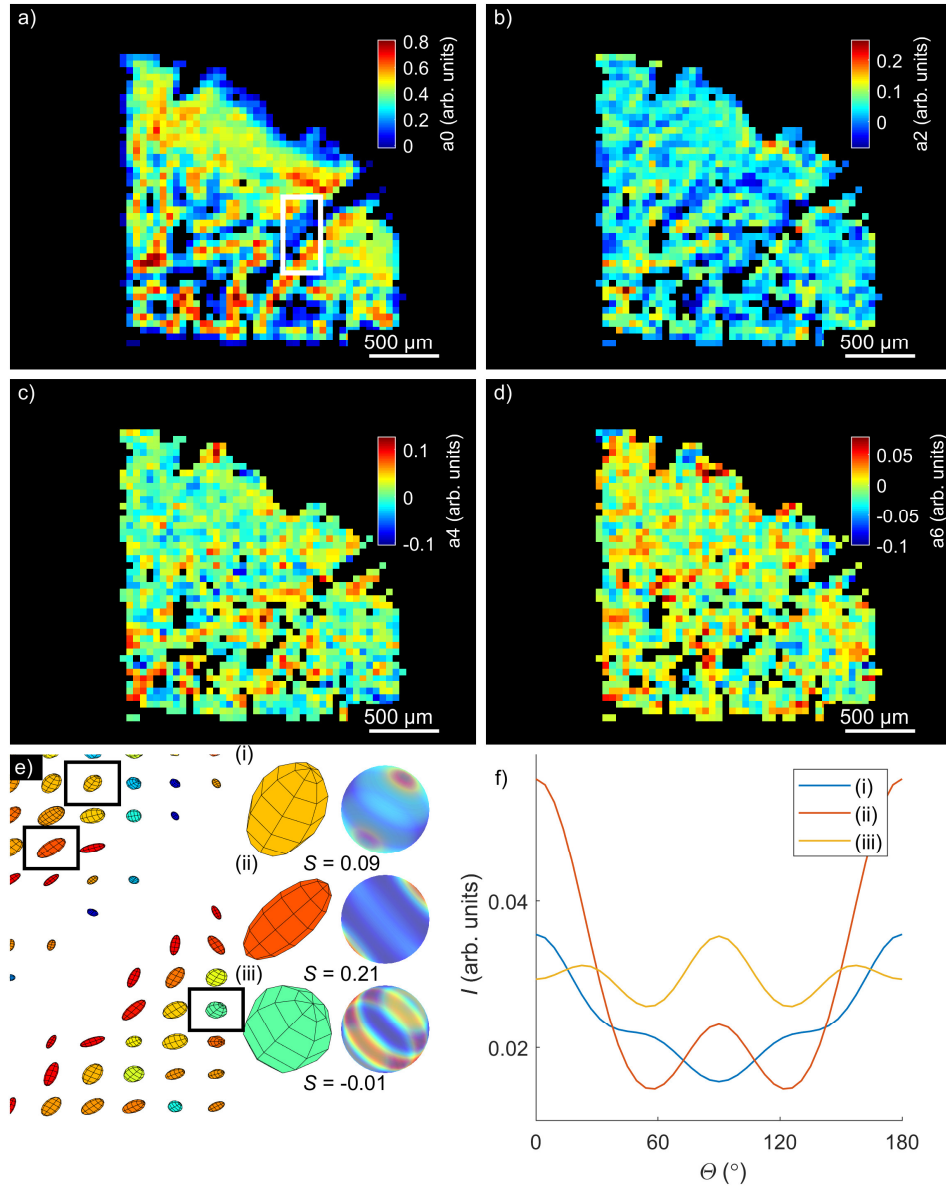 a)
0.8
0.6
0.4
0.2
0
a0 (arb. units)
500 µm
b)
0.2
0.1
0
a2 (arb. units)
500 µm
c)
0.1
0
-0.1
a4 (arb. units)
500 µm
d)
0.05
0
-0.05
-0.1
a6 (arb. units)
500 µm
e)
(i)
S = 0.09
(ii)
S = 0.21
(iii)
S = -0.01
f)
(i)
(ii)
(iii)
0.04
0.02
I (arb. units)
0
60
120
180
Θ (°)